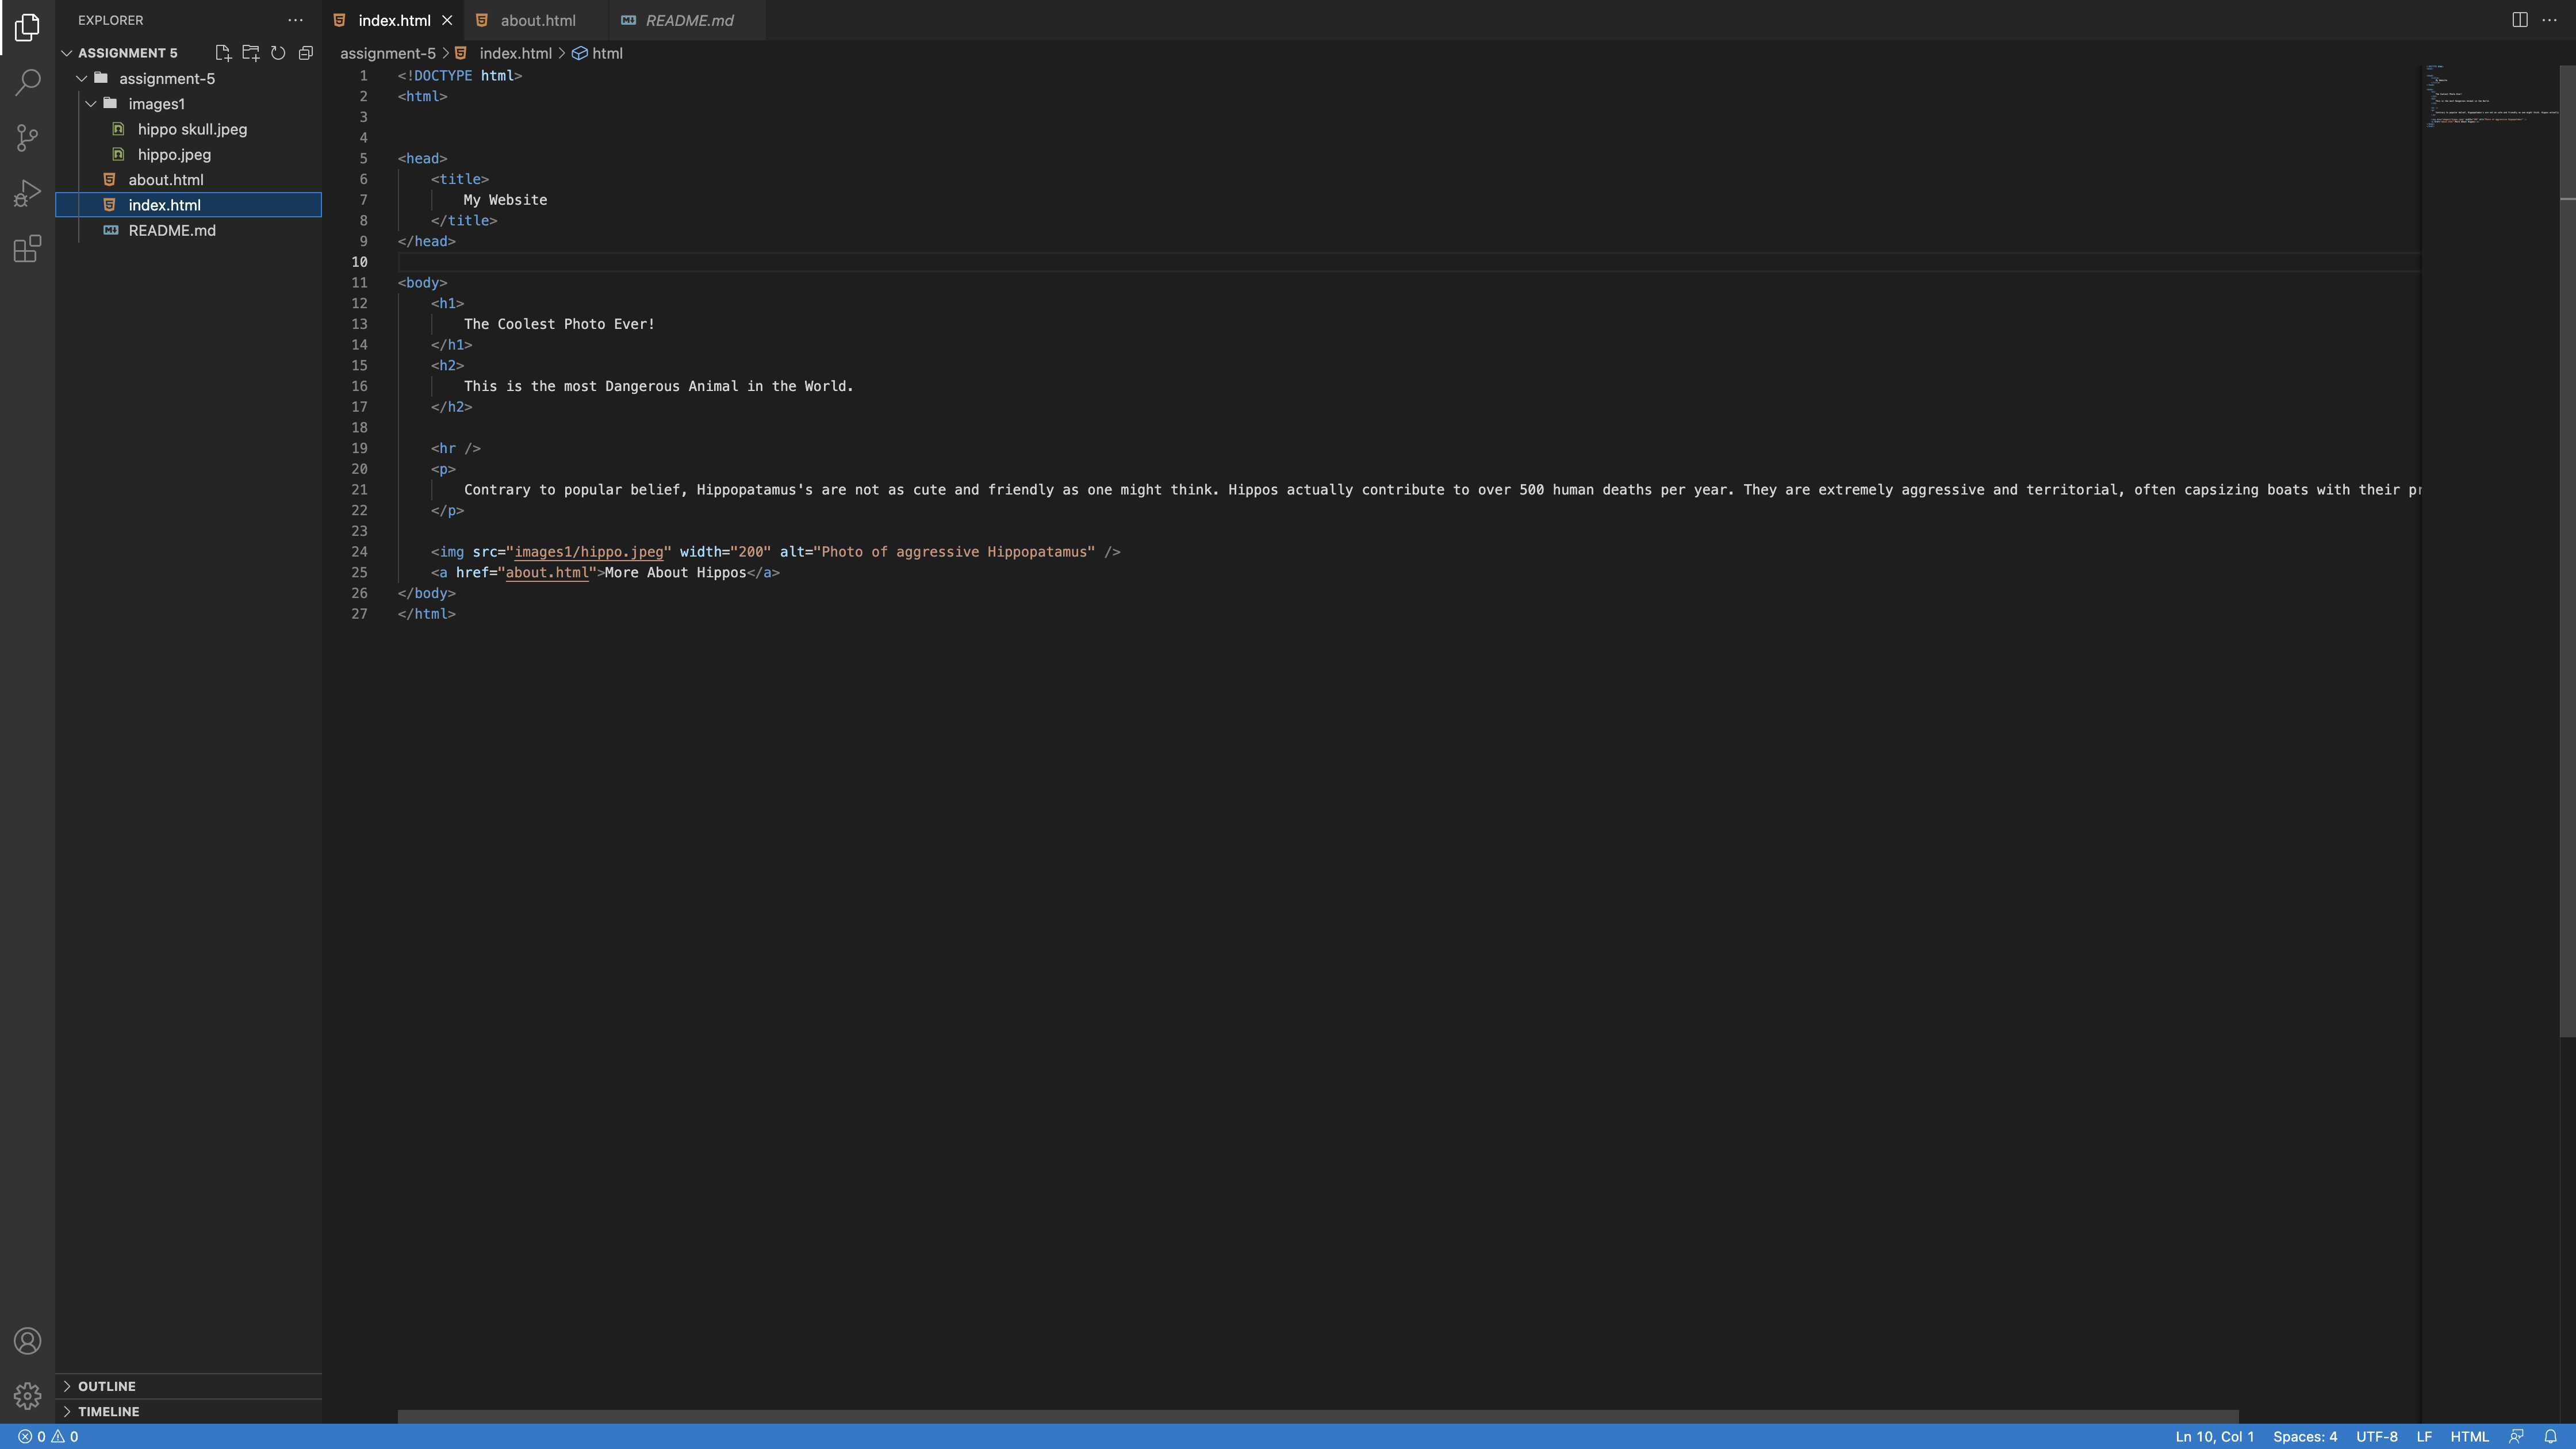 EXPLORER
index.html
about.html
README.md
ASSIGNMENT 5
assignment-5
images1
hippo skull.jpeg
hippo.jpeg
about.html
index.html
README.md
assignment-5 > index.html > html
1 <!DOCTYPE html>
2 <html>
3
4
5 <head>
6 <title>
7 My Website
8 </title>
9 </head>
10
11 <body>
12 <h1>
13 The Coolest Photo Ever!
14 </h1>
15 <h2>
16 This is the most Dangerous Animal in the World.
17 </h2>
18
19 <hr />
20 <p>
21 Contrary to popular belief, Hippopatamus's are not as cute and friendly as one might think. Hippos actually contribute to over 500 human deaths per year. They are extremely aggressive and territorial, often capsizing boats with their
22 </p>
23
24 <img src="images1/hippo.jpeg" width="200" alt="Photo of aggressive Hippopatamus" />
25 <a href="about.html">More About Hippos</a>
26 </body>
27 </html>
OUTLINE
TIMELINE
0 0
Ln 10, Col 1 Spaces: 4 UTF-8 LF HTML